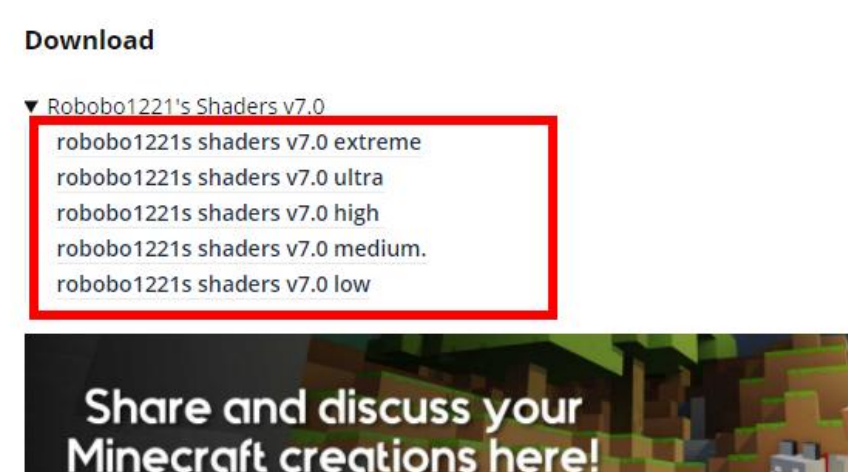 Download
▼ Robobo1221's Shaders v7.0
robobo1221s shaders v7.0 extreme
robobo1221s shaders v7.0 ultra
robobo1221s shaders v7.0 high
robobo1221s shaders v7.0 medium.
robobo1221s shaders v7.0 low
Share and discuss your
Minecraft creations here!